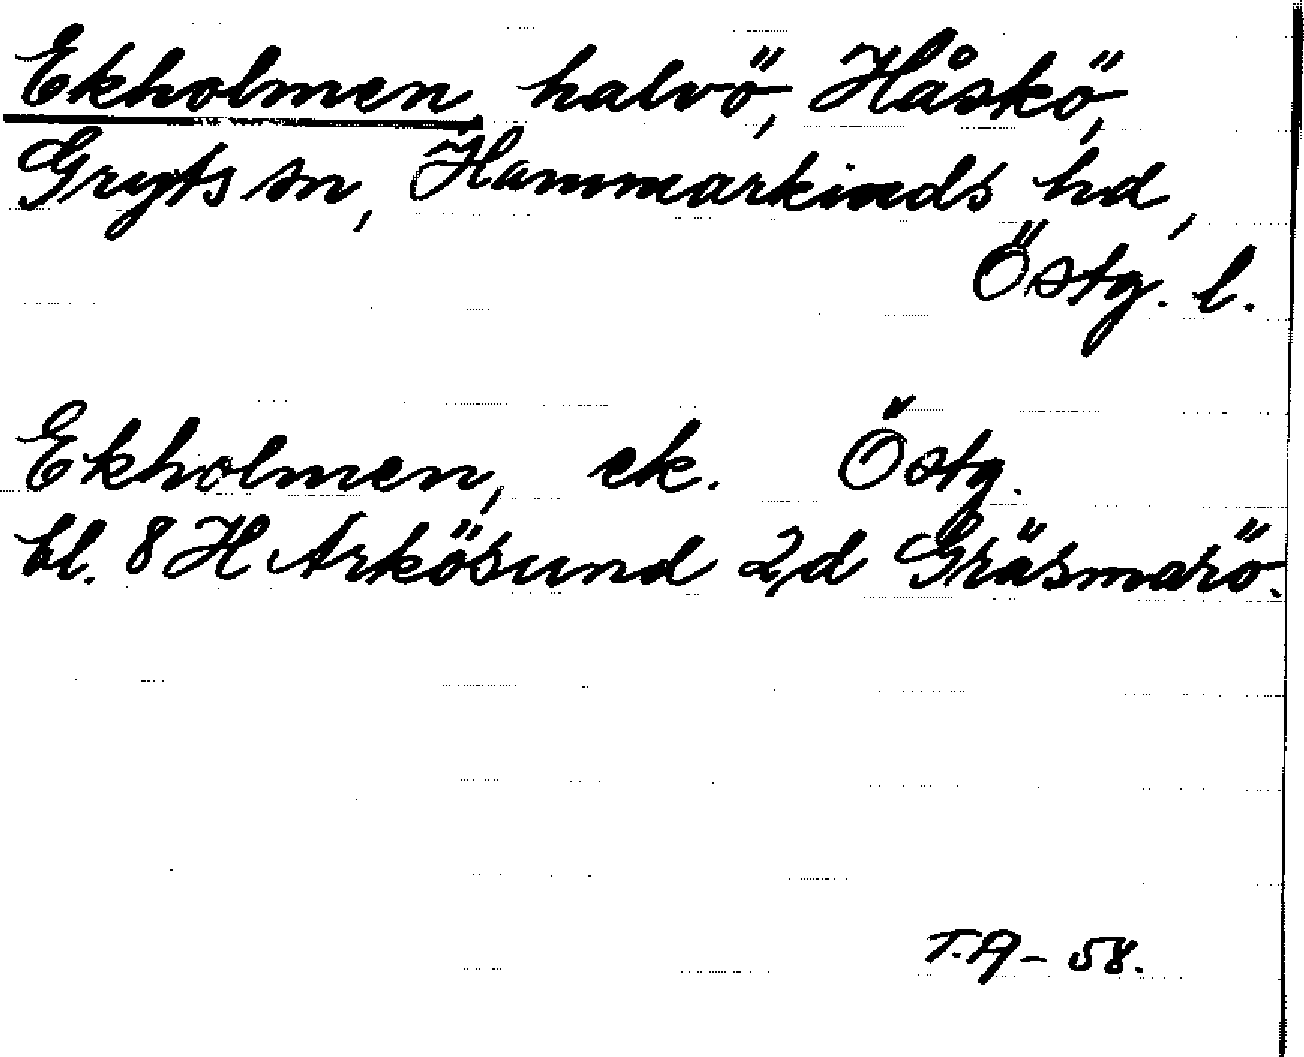 Ekholmen, halvö, Håskö,
Gryts sn, Hammarkinds hd,
Östg. l.
Ekholmen, ek. Östg.
bl. 8 H Arkösund 2d Gräsmarö.
T.A - 58.